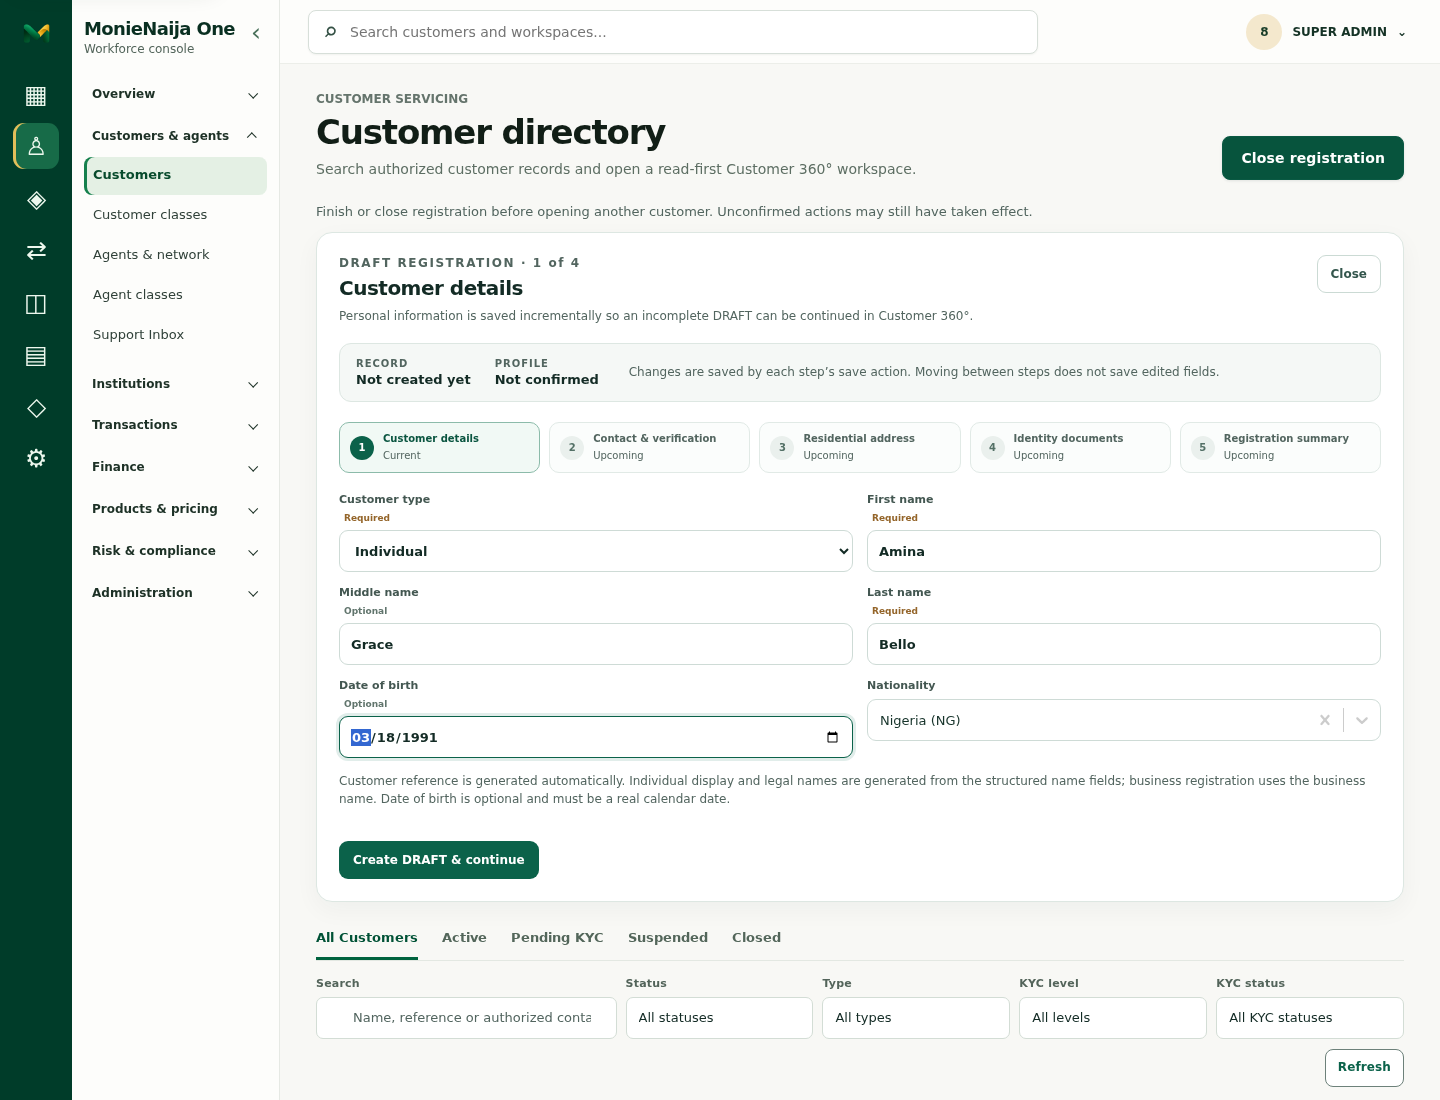 MonieNaija One
Workforce console
Search customers and workspaces...
8
SUPER ADMIN
Overview
Customers & agents
Customers
Customer classes
Agents & network
Agent classes
Support Inbox
Institutions
Transactions
Finance
Products & pricing
Risk & compliance
Administration
CUSTOMER SERVICING
Customer directory
Search authorized customer records and open a read-first Customer 360° workspace.
Close registration
Finish or close registration before opening another customer. Unconfirmed actions may still have taken effect.
DRAFT REGISTRATION · 1 of 4
Customer details
Personal information is saved incrementally so an incomplete DRAFT can be continued in Customer 360°.
Close
RECORD
Not created yet
PROFILE
Not confirmed
Changes are saved by each step’s save action. Moving between steps does not save edited fields.
1
Customer details
Current
2
Contact & verification
Upcoming
3
Residential address
Upcoming
4
Identity documents
Upcoming
5
Registration summary
Upcoming
Customer type
Required
Individual
First name
Required
Amina
Middle name
Optional
Grace
Last name
Required
Bello
Date of birth
Optional
03/18/1991
Nationality
Nigeria (NG)
Customer reference is generated automatically. Individual display and legal names are generated from the structured name fields; business registration uses the business
name. Date of birth is optional and must be a real calendar date.
Create DRAFT & continue
All Customers
Active
Pending KYC
Suspended
Closed
Search
Name, reference or authorized conta
Status
All statuses
Type
All types
KYC level
All levels
KYC status
All KYC statuses
Refresh